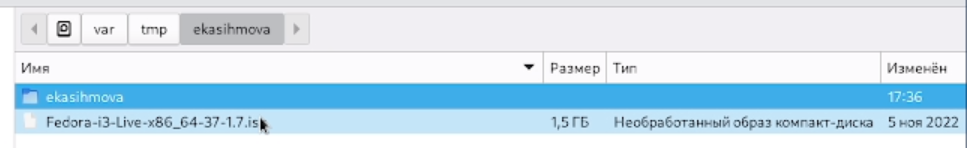 var tmp ekasihmova
Имя Размер Тип Изменён
ekasihmova 17:36
Fedora-i3-Live-x86_64-37-1.7.is 1,5 ГБ Необработанный образ компакт-диска 5 ноя 2022